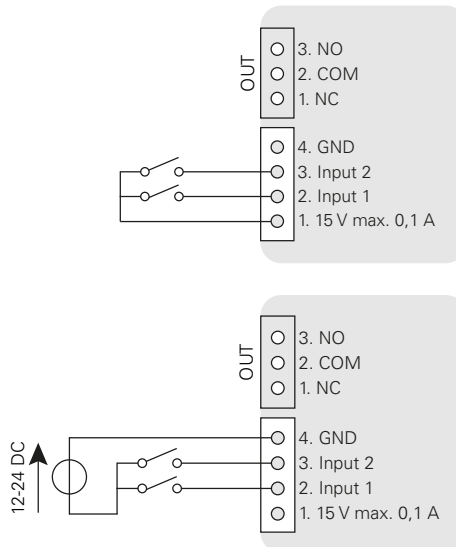 OUT
3. NO
2. COM
1. NC
4. GND
3. Input 2
2. Input 1
1. 15 V max. 0,1 A
OUT
3. NO
2. COM
1. NC
12-24 DC
4. GND
3. Input 2
2. Input 1
1. 15 V max. 0,1 A